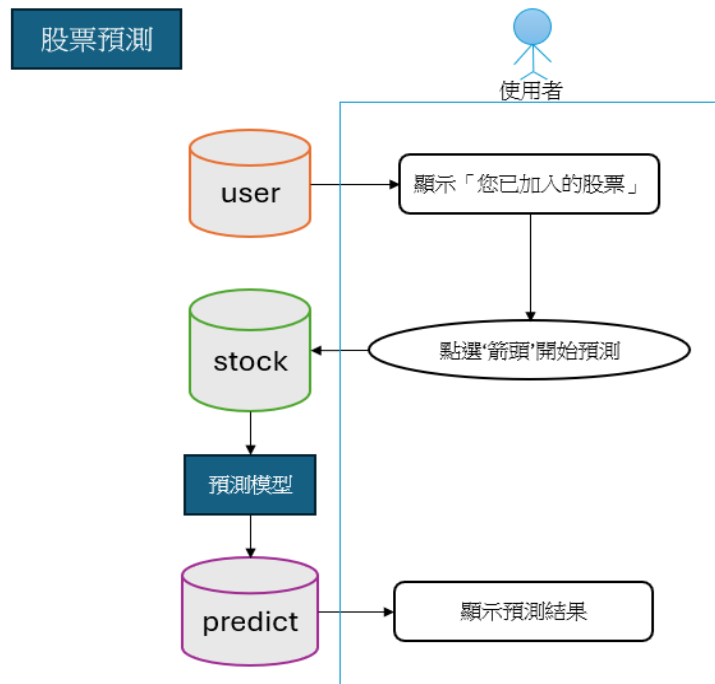 股票預測
使用者
user
顯示「您已加入的股票」
stock
點選‘箭頭’開始預測
預測模型
predict
顯示預測結果